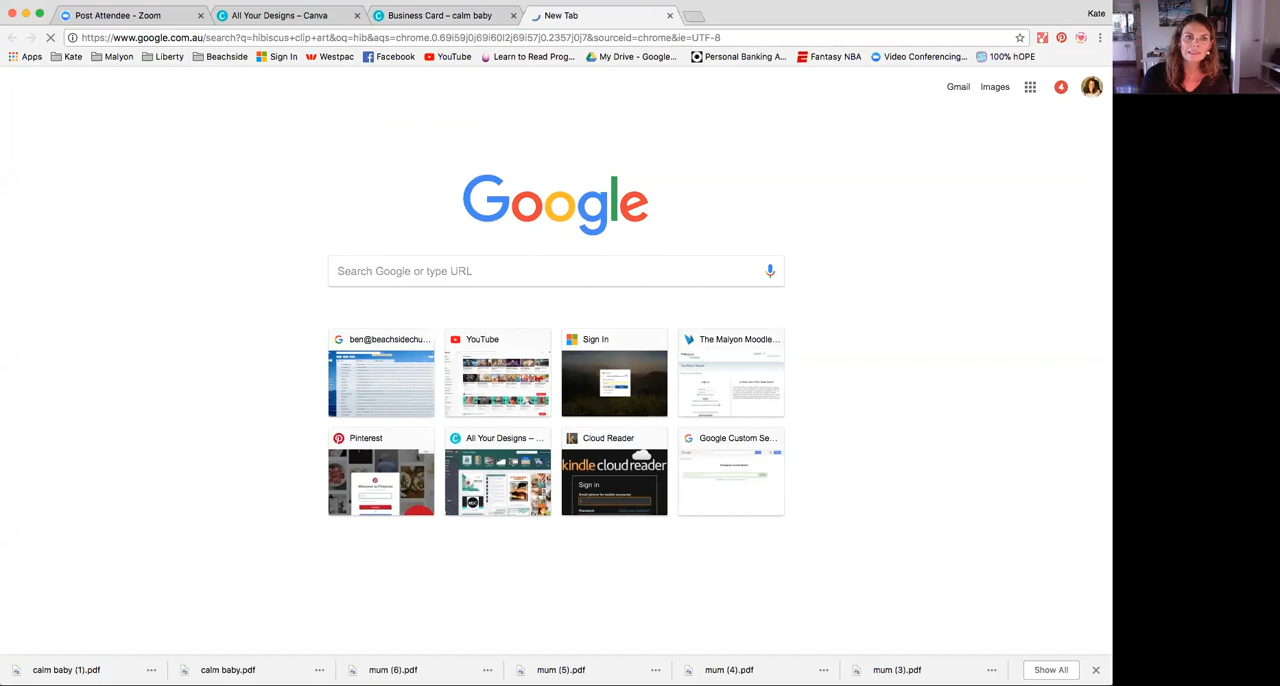 Post Attendee - Zoom
All Your Designs – Canva
Business Card – calm baby
New Tab
Kate
https://www.google.com.au/search?q=hibiscus+clip+art&oq=hib&aqs=chrome.0.69i59j0j69i60l2j69i57j0.2357j0j7&sourceid=chrome&ie=UTF-8
Apps
Kate
Malyon
Liberty
Beachside
Sign In
Westpac
Facebook
YouTube
Learn to Read Prog...
My Drive - Google...
Personal Banking A...
Fantasy NBA
Video Conferencing...
100% hOPE
Gmail
Images
4
Google
Search Google or type URL
ben@beachsidechu...
YouTube
Sign In
The Malyon Moodle...
Pinterest
All Your Designs – ...
Cloud Reader
Google Custom Se...
kindle cloud reader
Sign in
calm baby (1).pdf
calm baby.pdf
mum (6).pdf
mum (5).pdf
mum (4).pdf
mum (3).pdf
Show All